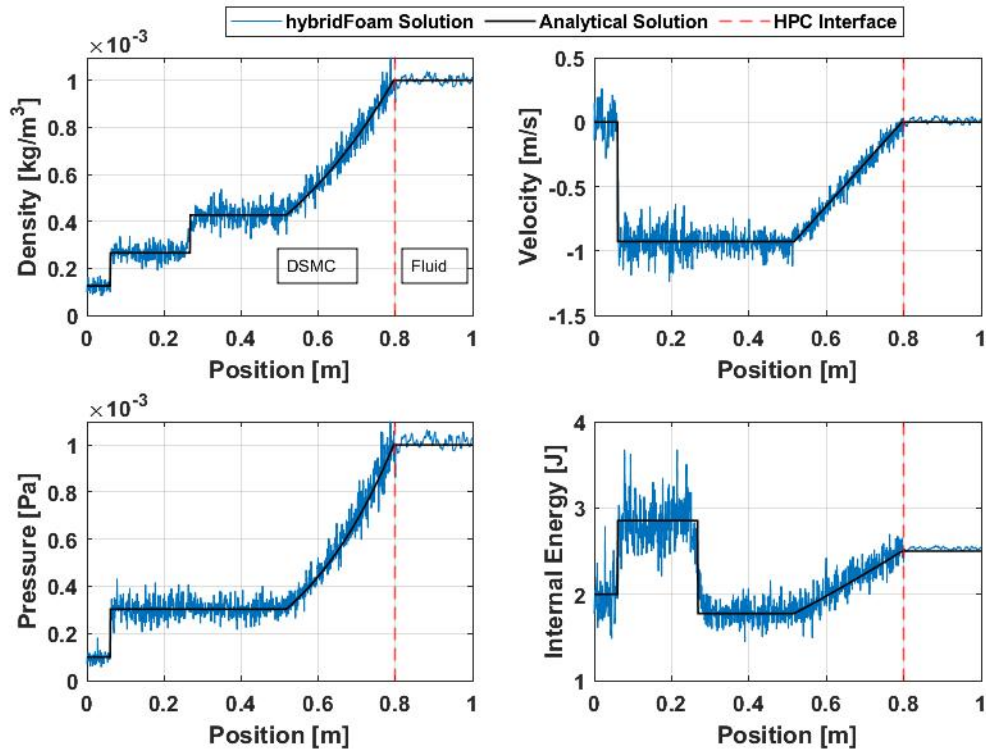 hybridFoam Solution Analytical Solution HPC Interface
×10⁻³
Density [kg/m³]
1
0.8
0.6
0.4
0.2
0
DSMC
Fluid
0 0.2 0.4 0.6 0.8 1
Position [m]
Velocity [m/s]
0.5
0
-0.5
-1
-1.5
0 0.2 0.4 0.6 0.8 1
Position [m]
×10⁻³
Pressure [Pa]
1
0.8
0.6
0.4
0.2
0
0 0.2 0.4 0.6 0.8 1
Position [m]
Internal Energy [J]
4
3
2
1
0 0.2 0.4 0.6 0.8 1
Position [m]